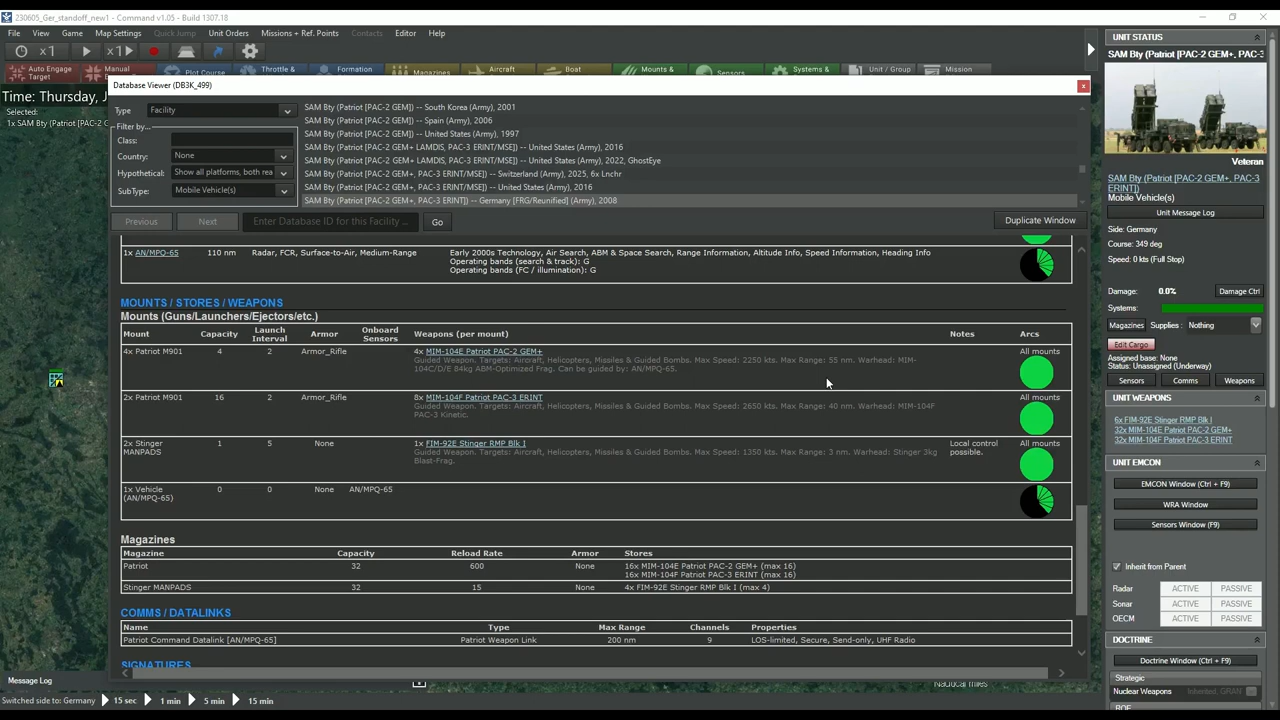 230605_Ger_standoff_new1 - Command v1.05 - Build 1307.18
File View Game Map Settings Quick Jump Unit Orders Missions + Ref. Points Contacts Editor Help
x1 x1
Auto Engage Target Manual Plot Course Throttle & Formation Magazines Aircraft Boat Mounts & Sensors Systems & Unit / Group Mission
Time: Thursday, J
Selected:
1x SAM Bty (Patriot [PAC-2 G
Database Viewer (DB3K_499)
x
Type Facility
Filter by...
Class:
Country: None
Hypothetical: Show all platforms, both rea
SubType: Mobile Vehicle(s)
SAM Bty (Patriot [PAC-2 GEM]) -- South Korea (Army), 2001
SAM Bty (Patriot [PAC-2 GEM]) -- Spain (Army), 2006
SAM Bty (Patriot [PAC-2 GEM]) -- United States (Army), 1997
SAM Bty (Patriot [PAC-2 GEM+ LAMDIS, PAC-3 ERINT/MSE]) -- United States (Army), 2016
SAM Bty (Patriot [PAC-2 GEM+ LAMDIS, PAC-3 ERINT/MSE]) -- United States (Army), 2022, GhostEye
SAM Bty (Patriot [PAC-2 GEM+, PAC-3 ERINT/MSE]) -- Switzerland (Army), 2025, 6x Lnchr
SAM Bty (Patriot [PAC-2 GEM+, PAC-3 ERINT/MSE]) -- United States (Army), 2016
SAM Bty (Patriot [PAC-2 GEM+, PAC-3 ERINT]) -- Germany [FRG/Reunified] (Army), 2008
Previous Next Enter Database ID for this Facility ... Go Duplicate Window
1x AN/MPQ-65 110 nm Radar, FCR, Surface-to-Air, Medium-Range Early 2000s Technology, Air Search, ABM & Space Search, Range Information, Altitude Info, Speed Information, Heading Info
Operating bands (search & track): G
Operating bands (FC / illumination): G
MOUNTS / STORES / WEAPONS
Mounts (Guns/Launchers/Ejectors/etc.)
Mount Capacity Launch Interval Armor Onboard Sensors Weapons (per mount) Notes Arcs
4x Patriot M901 4 2 Armor_Rifle 4x MIM-104E Patriot PAC-2 GEM+ All mounts
Guided Weapon. Targets: Aircraft, Helicopters, Missiles & Guided Bombs. Max Speed: 2250 kts. Max Range: 55 nm. Warhead: MIM-
104C/D/E 84kg ABM-Optimized Frag. Can be guided by: AN/MPQ-65.
2x Patriot M901 16 2 Armor_Rifle 8x MIM-104F Patriot PAC-3 ERINT All mounts
Guided Weapon. Targets: Aircraft, Helicopters, Missiles & Guided Bombs. Max Speed: 2650 kts. Max Range: 40 nm. Warhead: MIM-104F
PAC-3 Kinetic.
2x Stinger MANPADS 1 5 None 1x FIM-92E Stinger RMP Blk I Local control possible. All mounts
Guided Weapon. Targets: Aircraft, Helicopters, Missiles & Guided Bombs. Max Speed: 1350 kts. Max Range: 3 nm. Warhead: Stinger 3kg
Blast-Frag.
1x Vehicle (AN/MPQ-65) 0 0 None AN/MPQ-65
Magazines
Magazine Capacity Reload Rate Armor Stores
Patriot 32 600 None 16x MIM-104E Patriot PAC-2 GEM+ (max 16)
16x MIM-104F Patriot PAC-3 ERINT (max 16)
Stinger MANPADS 32 15 None 4x FIM-92E Stinger RMP Blk I (max 4)
COMMS / DATALINKS
Name Type Max Range Channels Properties
Patriot Command Datalink [AN/MPQ-65] Patriot Weapon Link 200 nm 9 LOS-limited, Secure, Send-only, UHF Radio
SIGNATURES
Nautical miles
Message Log
Switched side to: Germany 15 sec 1 min 5 min 15 min
UNIT STATUS
SAM Bty (Patriot [PAC-2 GEM+, PAC-3
Veteran
SAM Bty (Patriot [PAC-2 GEM+, PAC-3
ERINT])
Mobile Vehicle(s)
Unit Message Log
Side: Germany
Course: 349 deg
Speed: 0 kts (Full Stop)
Damage: 0.0% Damage Ctrl
Systems:
Magazines Supplies : Nothing
Edit Cargo
Assigned base: None
Status: Unassigned (Underway)
Sensors Comms Weapons
UNIT WEAPONS
6x FIM-92E Stinger RMP Blk I
32x MIM-104E Patriot PAC-2 GEM+
32x MIM-104F Patriot PAC-3 ERINT
UNIT EMCON
EMCON Window (Ctrl + F9)
WRA Window
Sensors Window (F9)
Inherit from Parent
Radar ACTIVE PASSIVE
Sonar ACTIVE PASSIVE
OECM ACTIVE PASSIVE
DOCTRINE
Doctrine Window (Ctrl + F9)
Strategic
Nuclear Weapons Inherited, GRAN
ROE